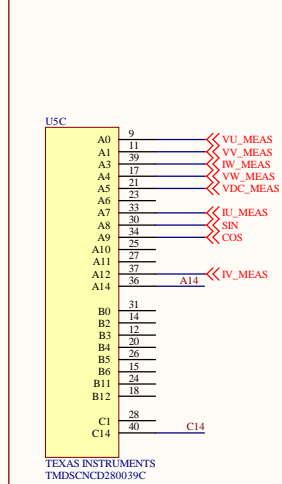 U5C
A0 9 VU_MEAS
A1 11 VV_MEAS
A3 39 IW_MEAS
A4 17 VW_MEAS
A5 21 VDC_MEAS
A6 23
A7 33 IU_MEAS
A8 30 SIN
A9 34 COS
A10 25
A11 27
A12 37 IV_MEAS
A14 36 A14
B0 31
B2 14
B3 12
B4 20
B5 26
B6 15
B11 24
B12 18
C1 28
C14 40 C14
TEXAS INSTRUMENTS
TMDSCNCD280039C